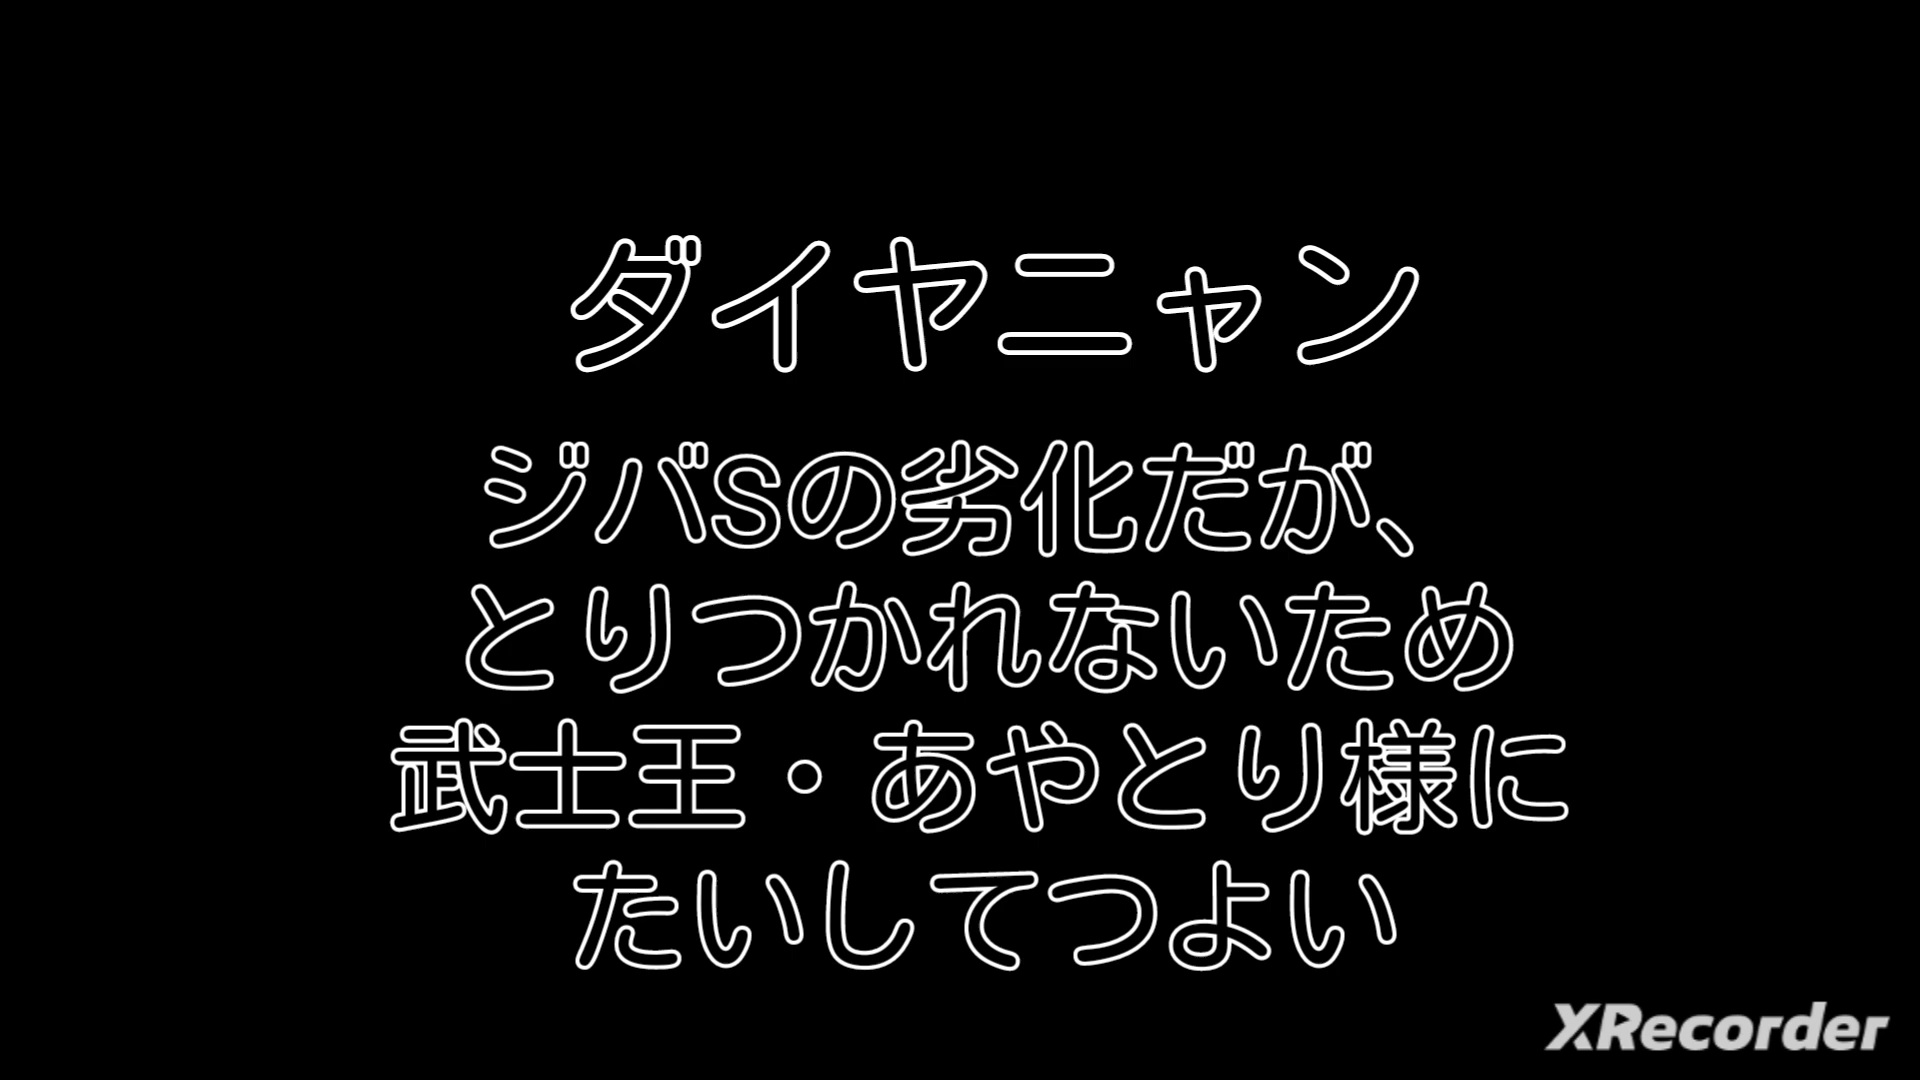 ダイヤニャン
ジバSの劣化だが、
とりつかれないため
武士王・あやとり様に
たいしてつよい
XRecorder